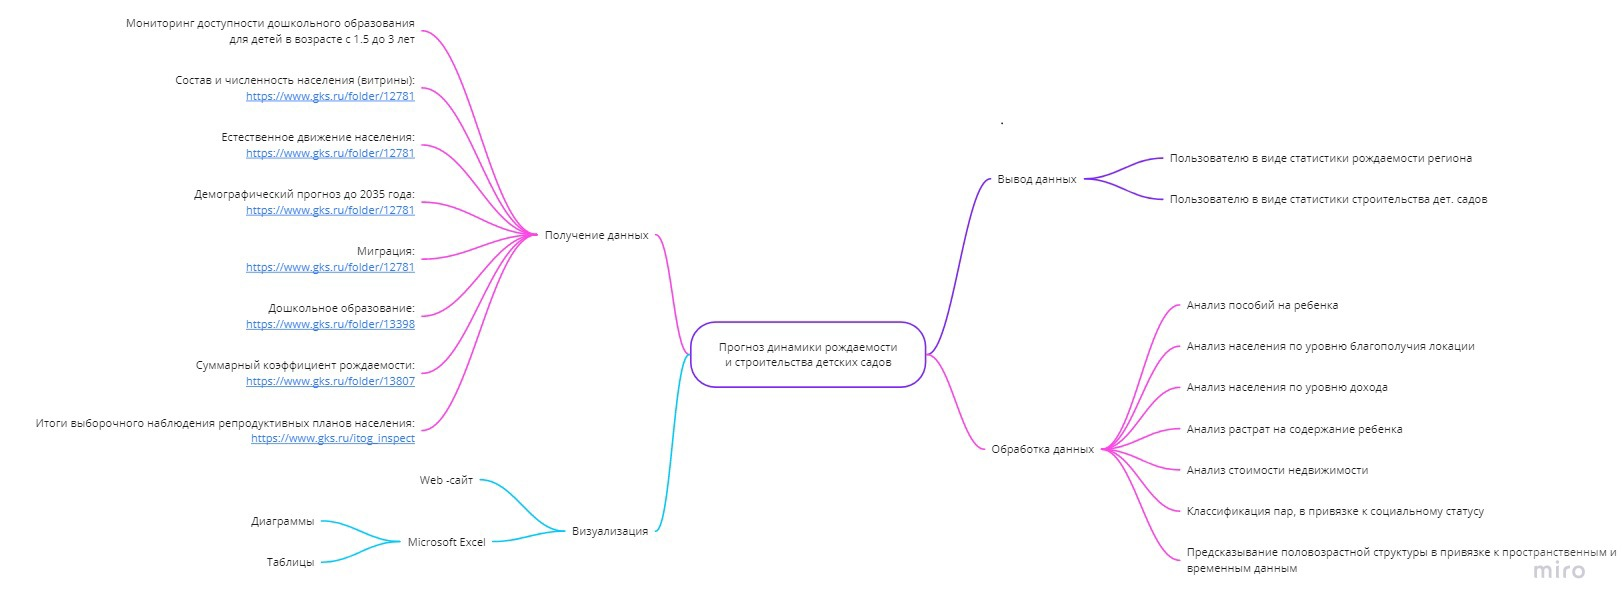 Мониторинг доступности дошкольного образования
для детей в возрасте с 1.5 до 3 лет
Состав и численность населения (витрины):
https://www.gks.ru/folder/12781
Естественное движение населения:
https://www.gks.ru/folder/12781
Демографический прогноз до 2035 года:
https://www.gks.ru/folder/12781
Миграция:
https://www.gks.ru/folder/12781
Дошкольное образование:
https://www.gks.ru/folder/13398
Суммарный коэффициент рождаемости:
https://www.gks.ru/folder/13807
Итоги выборочного наблюдения репродуктивных планов населения:
https://www.gks.ru/itog_inspect
Получение данных
Web -сайт
Диаграммы
Таблицы
Microsoft Excel
Визуализация
Прогноз динамики рождаемости
и строительства детских садов
.
Вывод данных
Пользователю в виде статистики рождаемости региона
Пользователю в виде статистики строительства дет. садов
Обработка данных
Анализ пособий на ребенка
Анализ населения по уровню благополучия локации
Анализ населения по уровню дохода
Анализ растрат на содержание ребенка
Анализ стоимости недвижимости
Классификация пар, в привязке к социальному статусу
Предсказывание половозрастной структуры в привязке к пространственным и
временным данным
miro